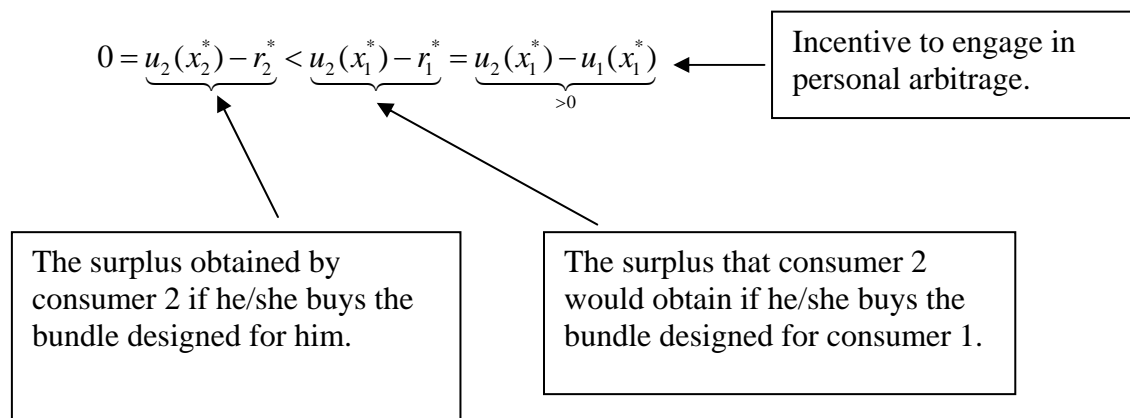 0 = u₂(x₂*) − r₂* < u₂(x₁*) − r₁* = u₂(x₁*) − u₁(x₁*)
>0
Incentive to engage in
personal arbitrage.
The surplus obtained by
consumer 2 if he/she buys the
bundle designed for him.
The surplus that consumer 2
would obtain if he/she buys the
bundle designed for consumer 1.